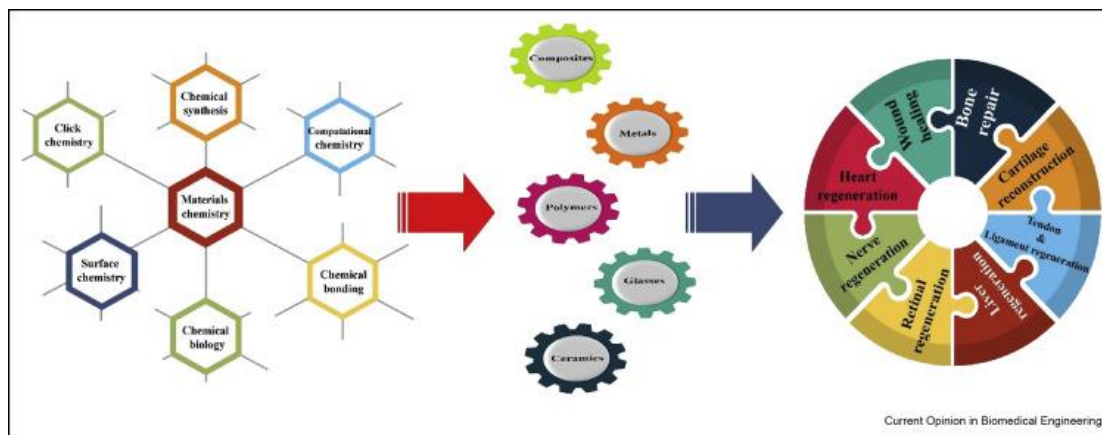 Chemical
synthesis
Click
chemistry
Computational
chemistry
Materials
chemistry
Surface
chemistry
Chemical
bonding
Chemical
biology
Composites
Metals
Polymers
Glasses
Ceramics
Bone
repair
Cartilage
reconstruction
Tendon
&
Ligament regeneration
Liver
regeneration
Retinal
regeneration
Nerve
regeneration
Heart
regeneration
Wound
healing
Current Opinion in Biomedical Engineering